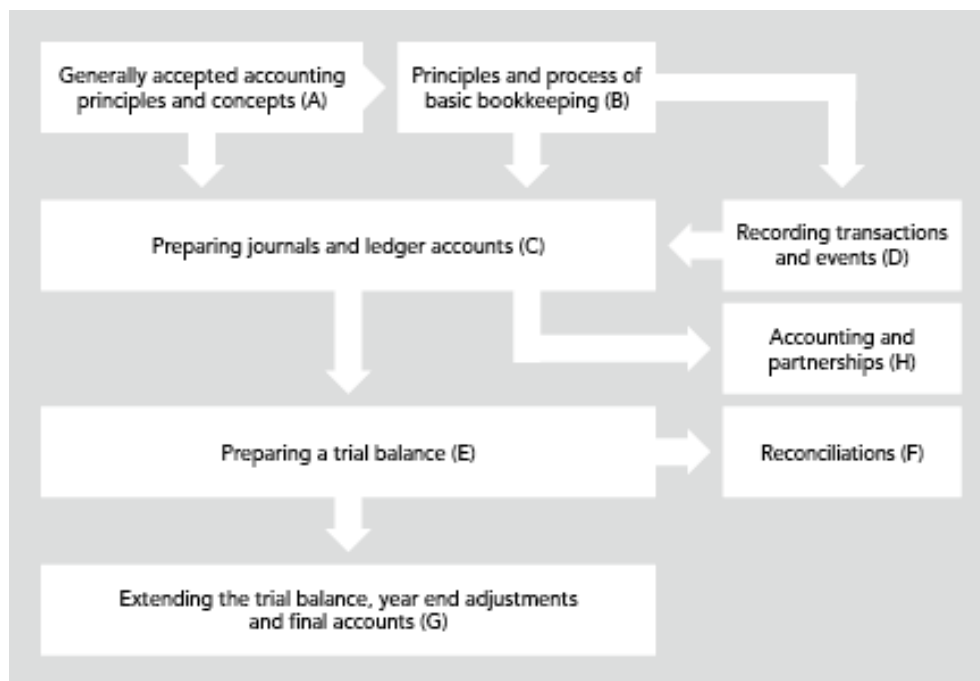 Generally accepted accounting
principles and concepts (A)
Principles and process of
basic bookkeeping (B)
Preparing journals and ledger accounts (C)
Recording transactions
and events (D)
Accounting and
partnerships (H)
Preparing a trial balance (E)
Reconciliations (F)
Extending the trial balance, year end adjustments
and final accounts (G)